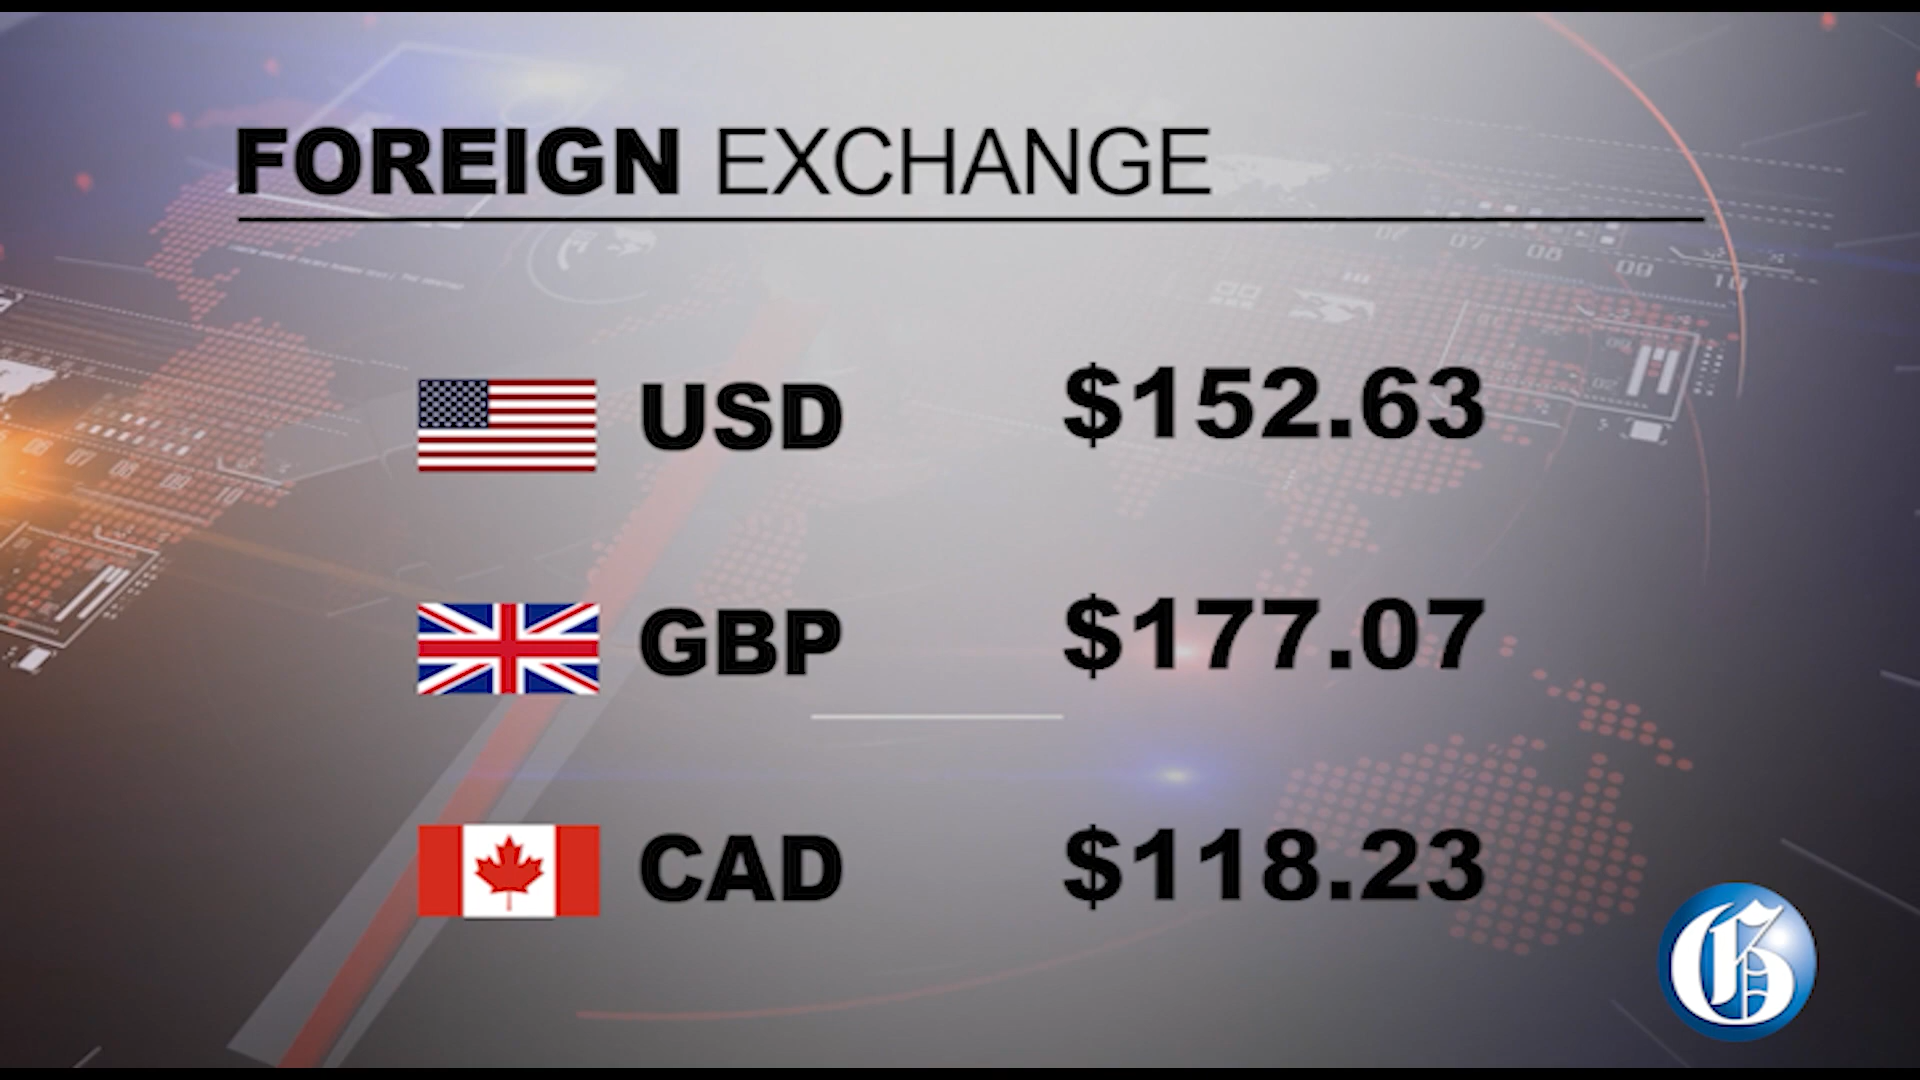 FOREIGN EXCHANGE
USD $152.63
GBP $177.07
CAD $118.23
G